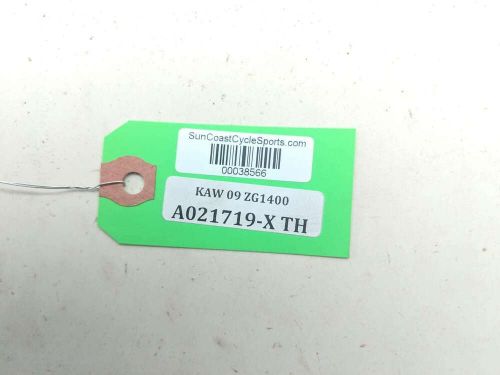 SunCoastCycleSports.com
00038566
KAW 09 ZG1400
A021719-X TH